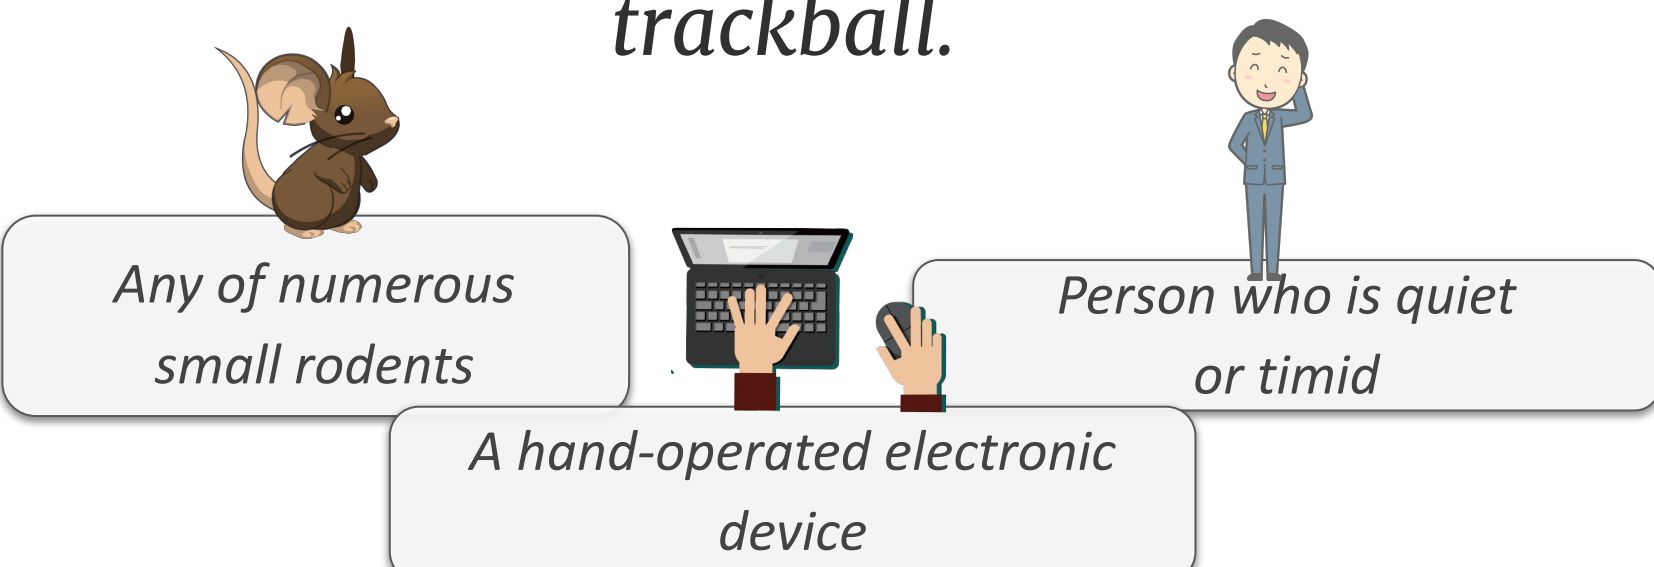 trackball.
Any of numerous
small rodents
Person who is quiet
or timid
A hand-operated electronic
device